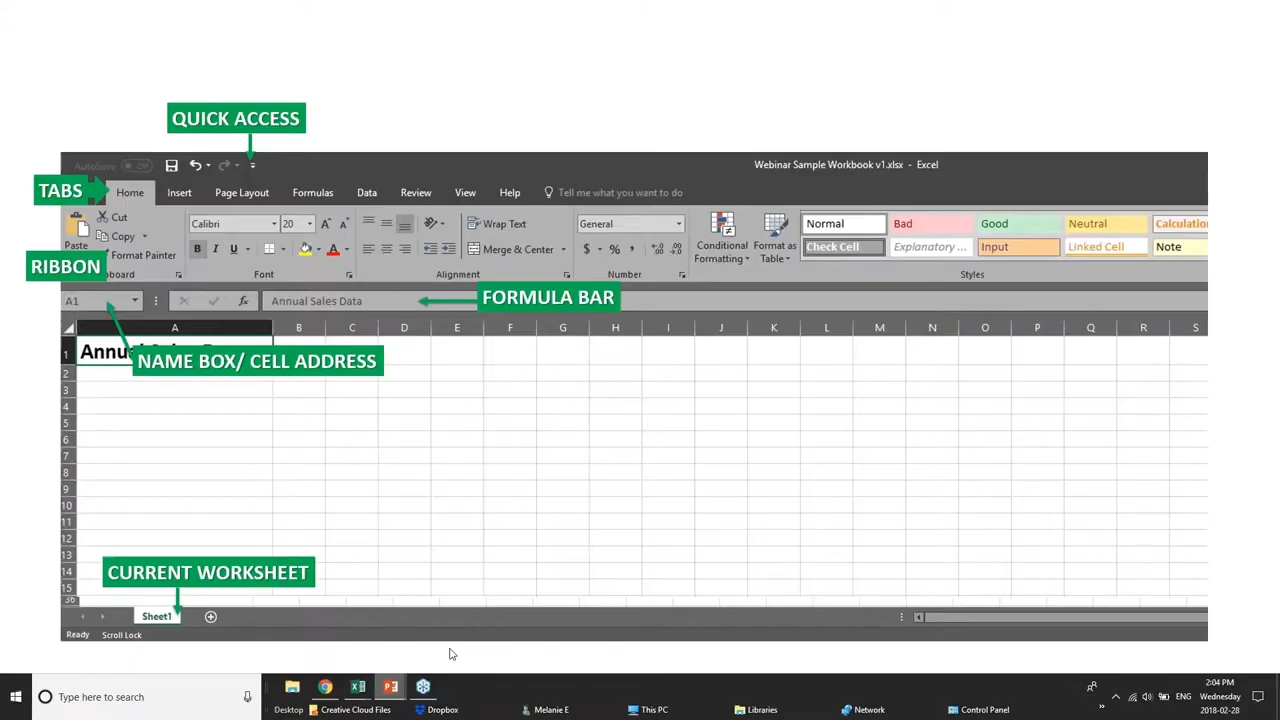 QUICK ACCESS
AutoSave Off
Webinar Sample Workbook v1.xlsx - Excel
TABS
Home Insert Page Layout Formulas Data Review View Help Tell me what you want to do
Cut
Calibri 20
Wrap Text
General
Normal Bad Good Neutral Calculation
Copy
Paste
Conditional Formatting
Format as Table
B I U
A
Merge & Center
$ % ,
Check Cell Explanatory ... Input Linked Cell Note
Format Painter
RIBBON
board Font Alignment Number Styles
A1 fx Annual Sales Data
FORMULA BAR
A B C D E F G H I J K L M N O P Q R S
1 Annu
NAME BOX/ CELL ADDRESS
2
3
4
5
6
7
8
9
10
11
12
13
14
CURRENT WORKSHEET
15
36
Sheet1
Ready Scroll Lock
Type here to search
ENG
2:04 PM
Wednesday
2018-02-28
Desktop Creative Cloud Files Dropbox Melanie E This PC Libraries Network Control Panel